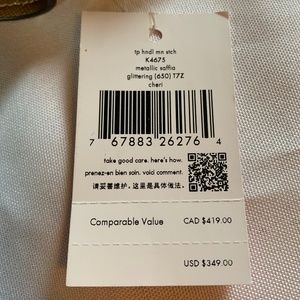 tp hndl mn stch
K4675
metallic saffia
glittering (650) T7Z
cheri
7 67883 26276 4
take good care. here's how.
prenez-en bien soin. voici comment.
请妥善维护。这里是具体做法。
Comparable Value CAD $419.00
USD $349.00